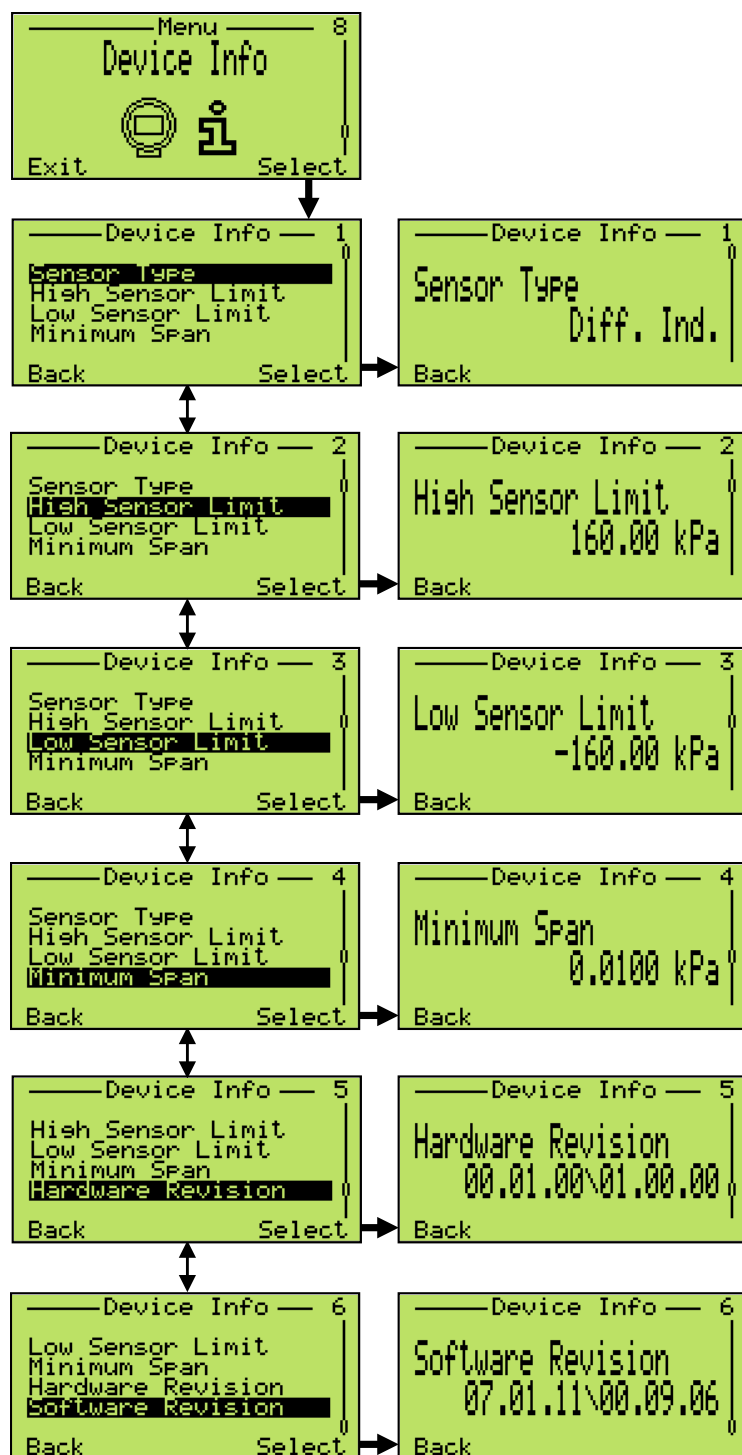 Menu 8
Device Info
Exit Select
Device Info 1
Sensor Type
High Sensor Limit
Low Sensor Limit
Minimum Span
Back Select
Device Info 1
Sensor Type
Diff. Ind.
Back
Device Info 2
Sensor Type
High Sensor Limit
Low Sensor Limit
Minimum Span
Back Select
Device Info 2
High Sensor Limit
160.00 kPa
Back
Device Info 3
Sensor Type
High Sensor Limit
Low Sensor Limit
Minimum Span
Back Select
Device Info 3
Low Sensor Limit
-160.00 kPa
Back
Device Info 4
Sensor Type
High Sensor Limit
Low Sensor Limit
Minimum Span
Back Select
Device Info 4
Minimum Span
0.0100 kPa
Back
Device Info 5
High Sensor Limit
Low Sensor Limit
Minimum Span
Hardware Revision
Back Select
Device Info 5
Hardware Revision
00.01.00\01.00.00
Back
Device Info 6
Low Sensor Limit
Minimum Span
Hardware Revision
Software Revision
Back Select
Device Info 6
Software Revision
07.01.11\00.09.06
Back